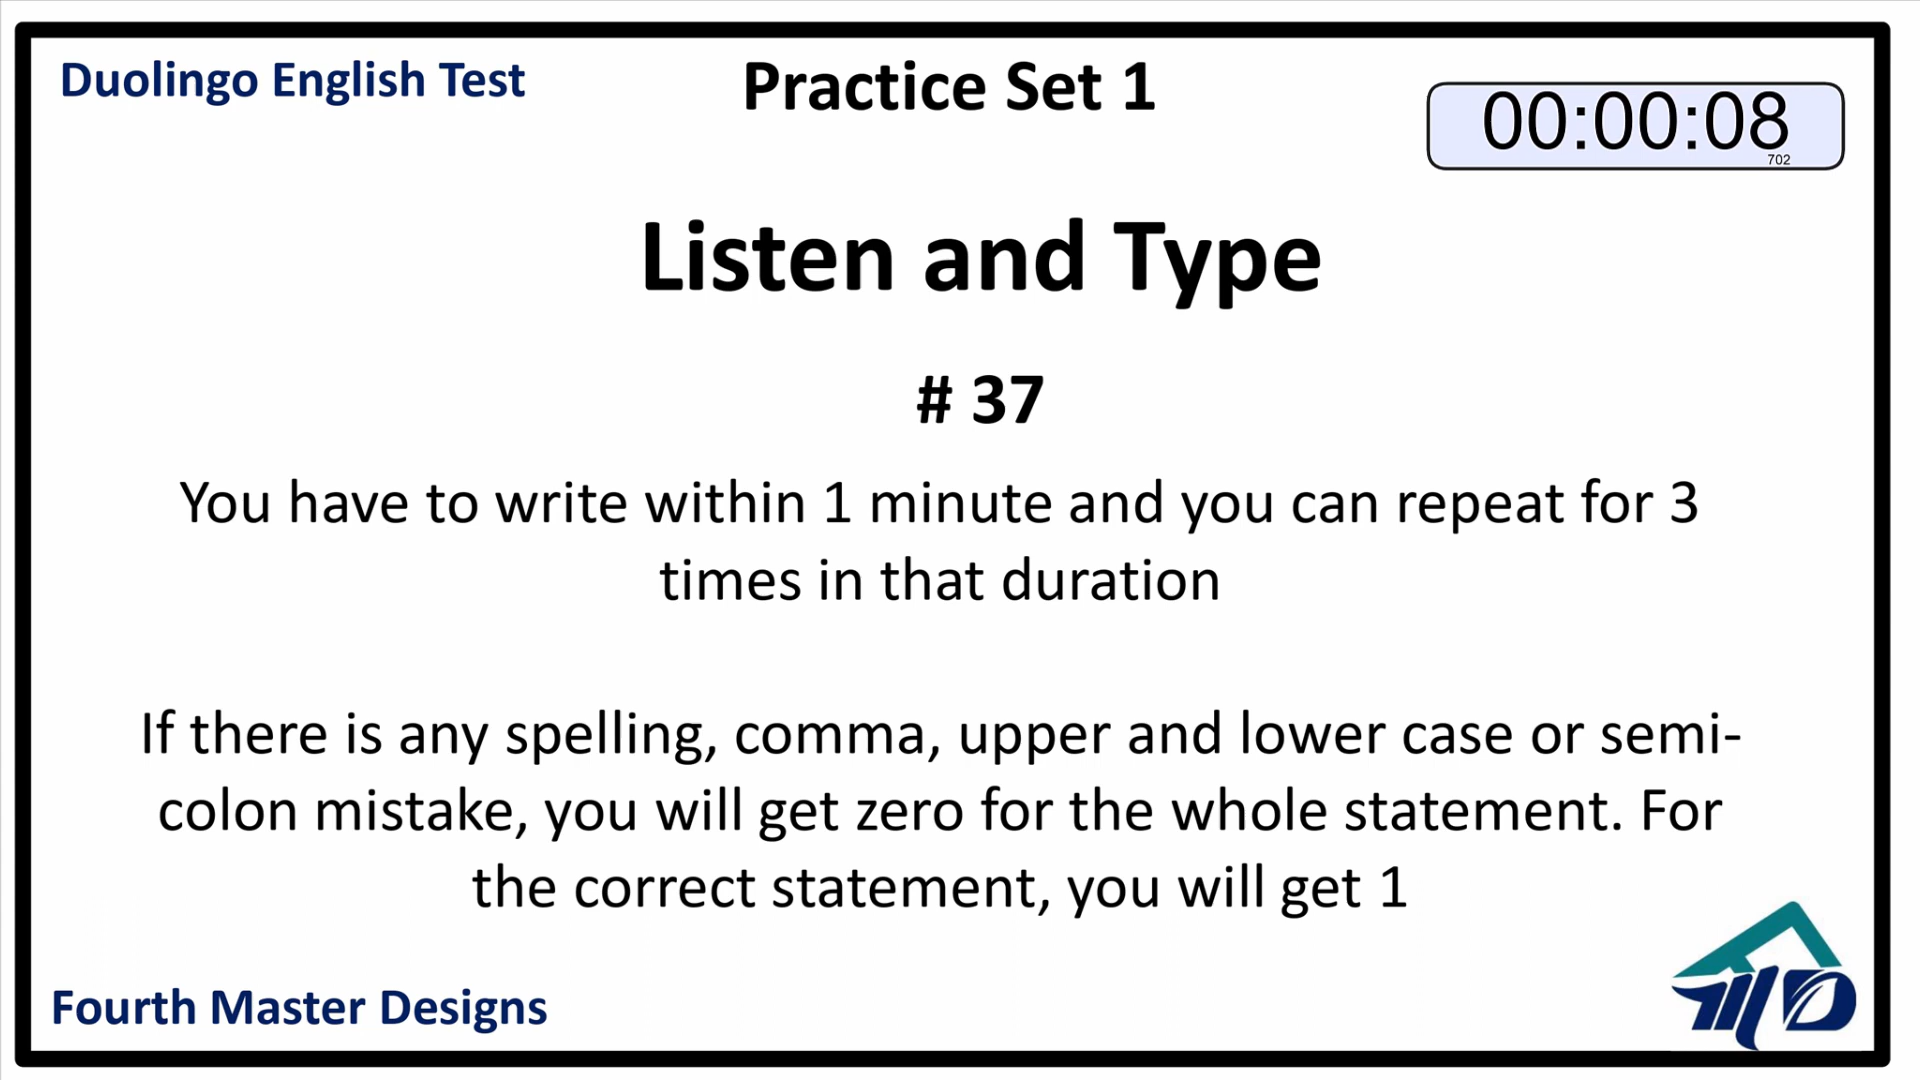 Duolingo English Test
Practice Set 1
00:00:08
702
Listen and Type
# 37
You have to write within 1 minute and you can repeat for 3
times in that duration
If there is any spelling, comma, upper and lower case or semi-
colon mistake, you will get zero for the whole statement. For
the correct statement, you will get 1
Fourth Master Designs